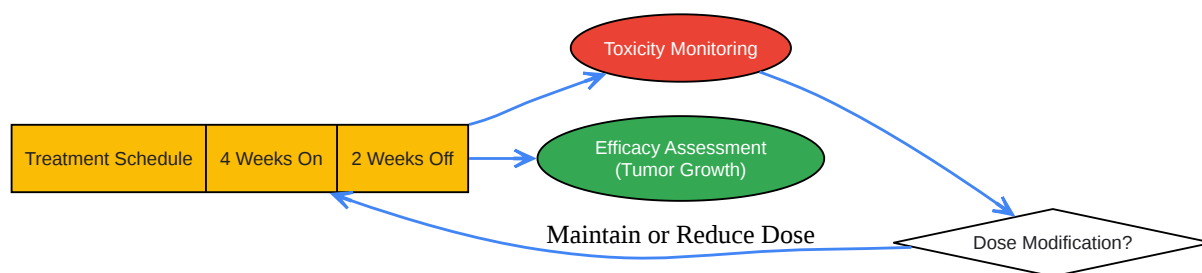 Toxicity Monitoring
Treatment Schedule
4 Weeks On
2 Weeks Off
Efficacy Assessment
(Tumor Growth)
Maintain or Reduce Dose
Dose Modification?